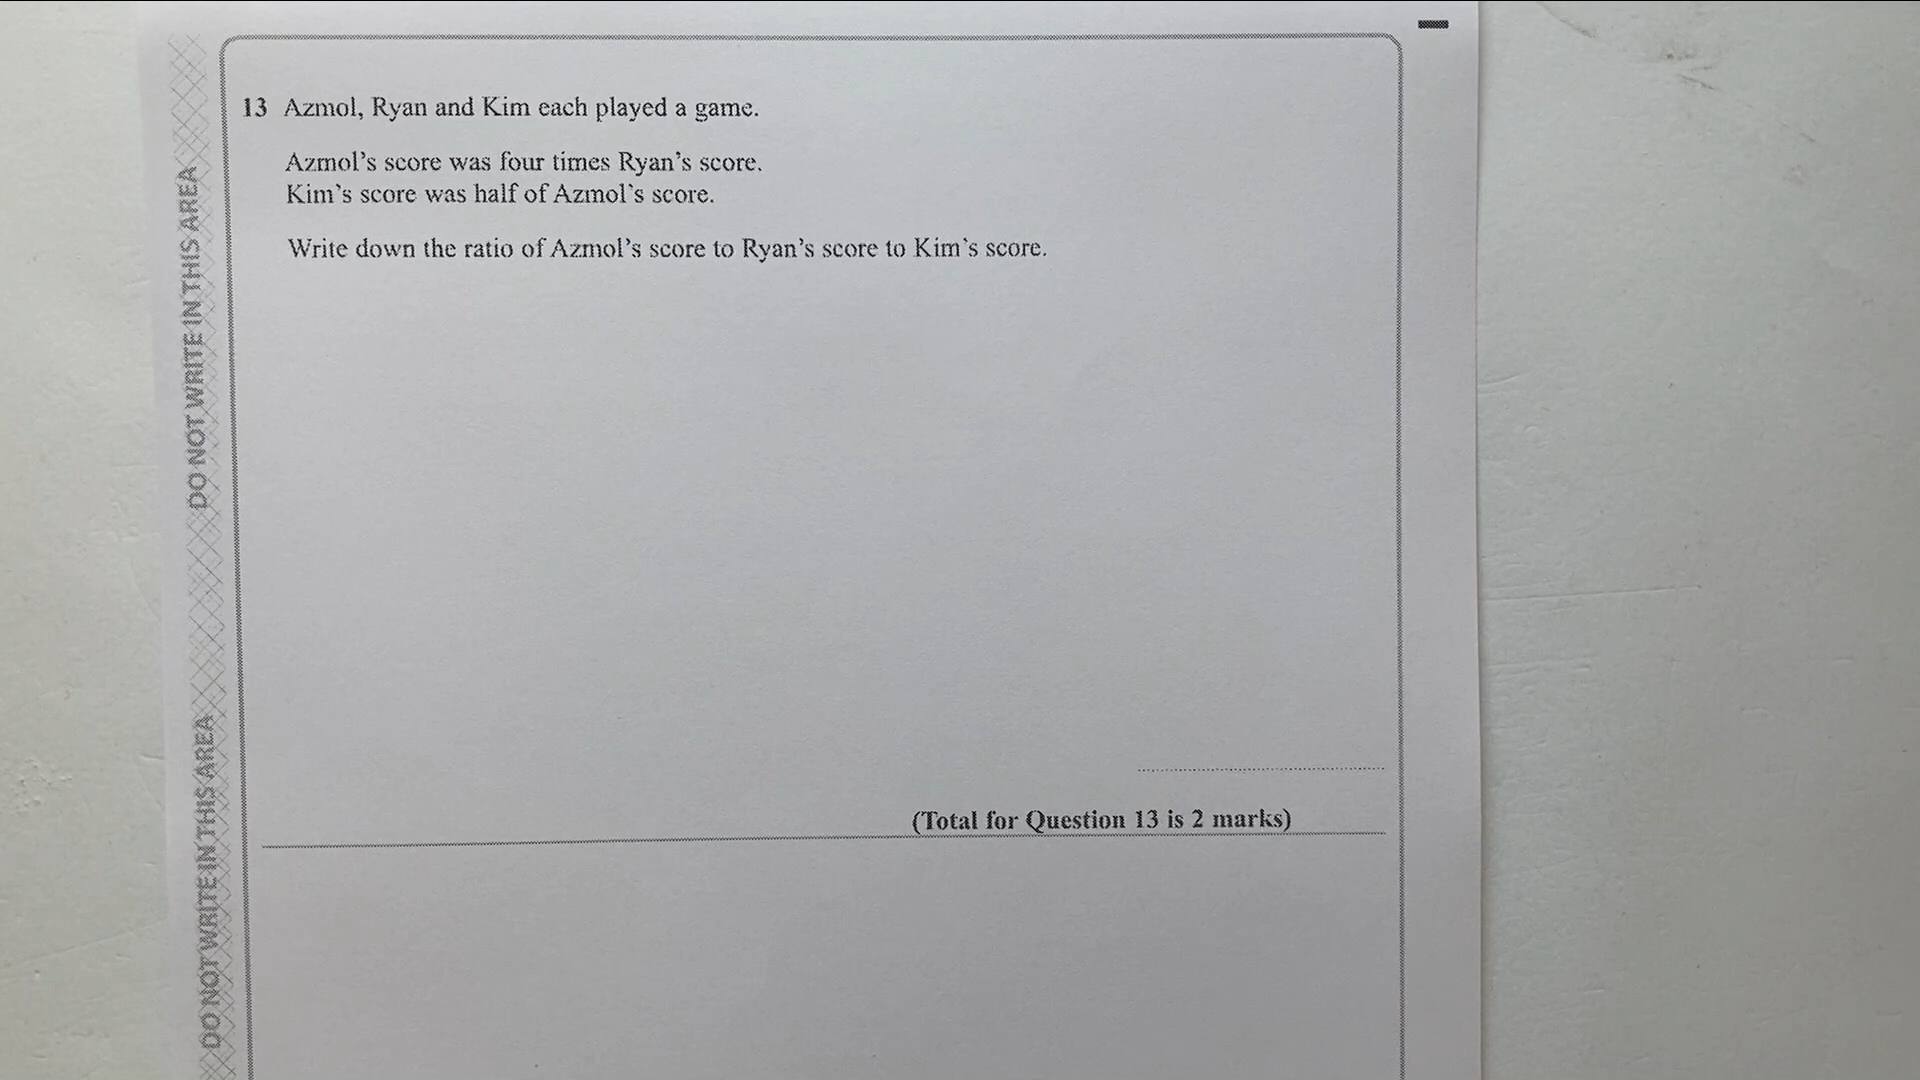 13 Azmol, Ryan and Kim each played a game.
Azmol's score was four times Ryan's score.
Kim's score was half of Azmol's score.
Write down the ratio of Azmol's score to Ryan's score to Kim's score.
(Total for Question 13 is 2 marks)
DO NOT WRITE IN THIS AREA
DO NOT WRITE IN THIS AREA